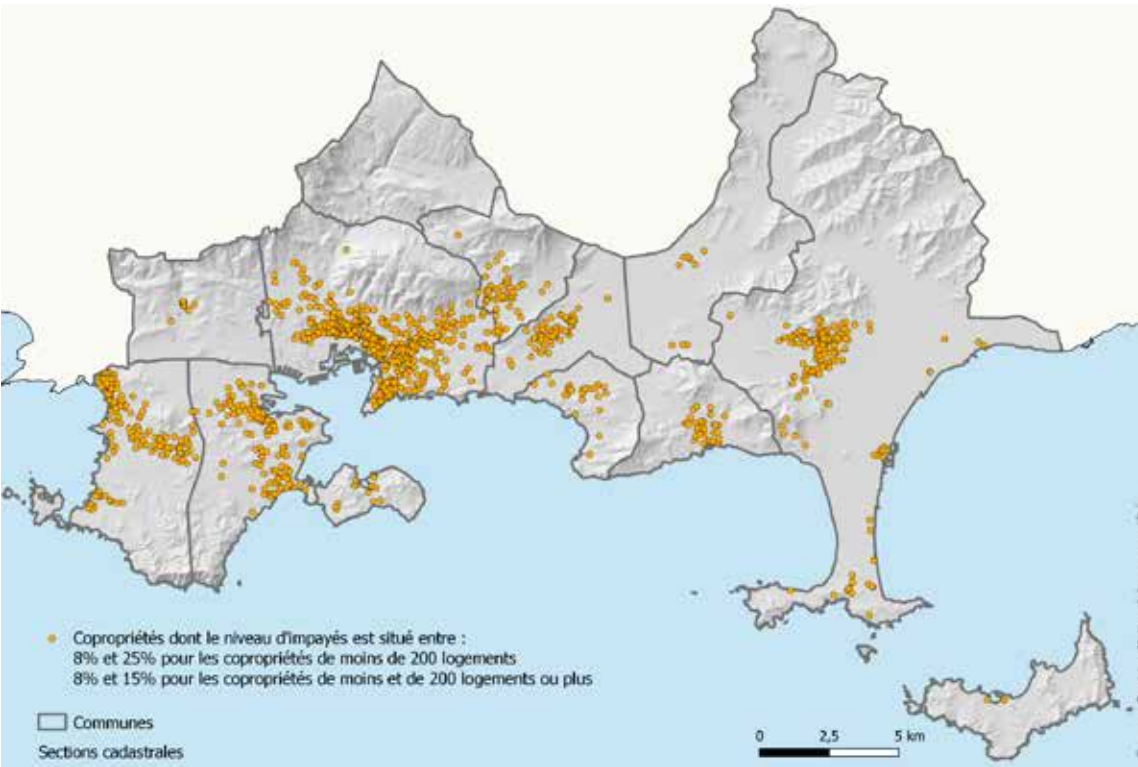 Copropriétés dont le niveau d'impayés est situé entre :
8% et 25% pour les copropriétés de moins de 200 logements
8% et 15% pour les copropriétés de moins et de 200 logements ou plus
Communes
Sections cadastrales
0 2,5 5 km